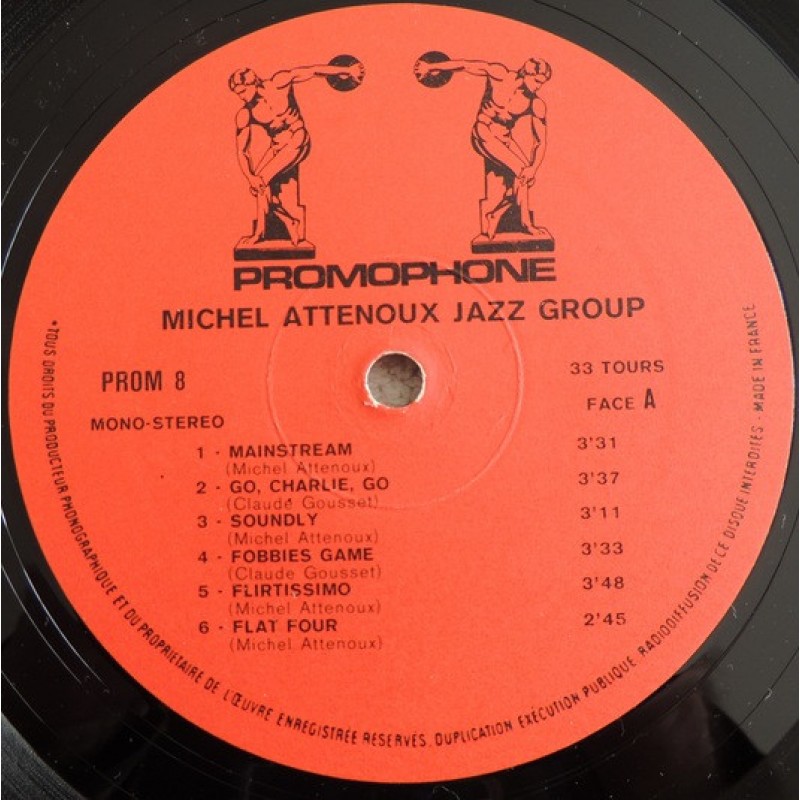 PROMOPHONE
MICHEL ATTENOUX JAZZ GROUP
PROM 8
33 TOURS
MONO-STEREO
FACE A
1 - MAINSTREAM 3'31
(Michel Attenoux)
2 - GO, CHARLIE, GO 3'37
(Claude Gousset)
3 - SOUNDLY 3'11
(Michel Attenoux)
4 - FOBBIES GAME 3'33
(Claude Gousset)
5 - FLIRTISSIMO 3'48
(Michel Attenoux)
6 - FLAT FOUR 2'45
(Michel Attenoux)
*TOUS DROITS DU PRODUCTEUR PHONOGRAPHIQUE ET DU PROPRIETAIRE DE L'ŒUVRE ENREGISTRÉE RESERVÉS. DUPLICATION EXÉCUTION PUBLIQUE, RADIODIFFUSION DE CE DISQUE INTERDITES - MADE IN FRANCE